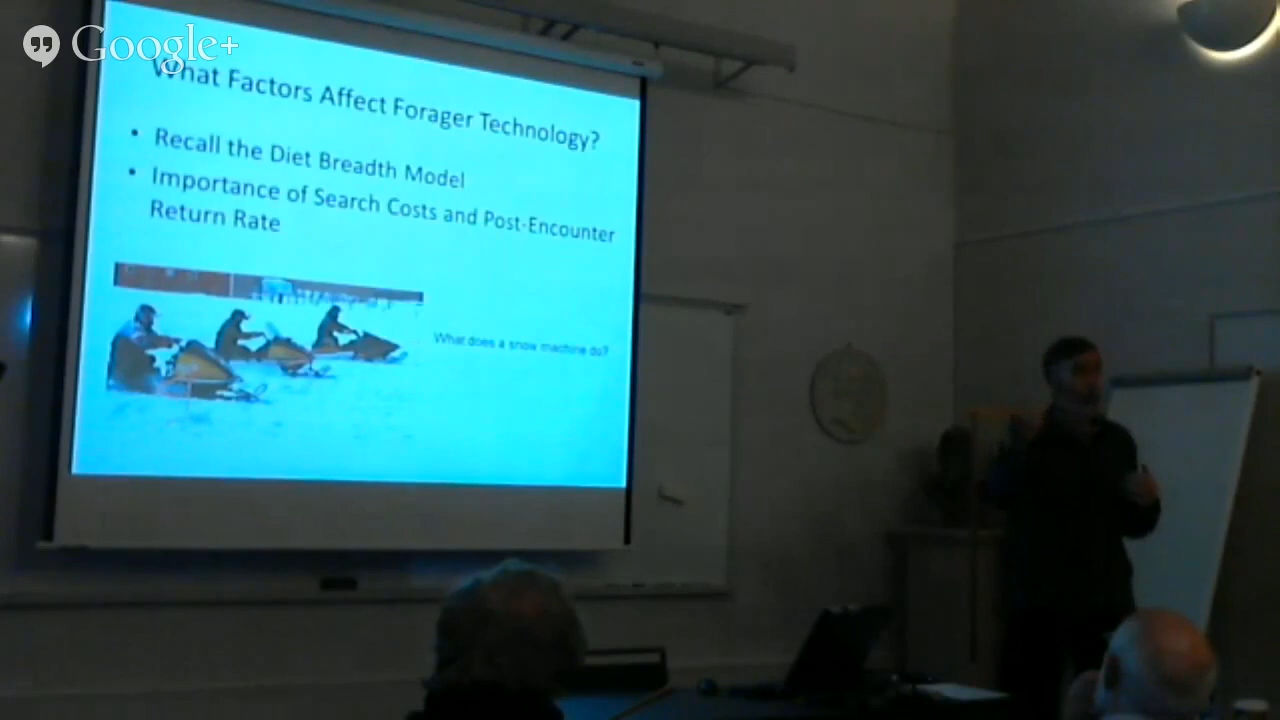 Google+
What Factors Affect Forager Technology?
• Recall the Diet Breadth Model
• Importance of Search Costs and Post-Encounter
Return Rate
What does a snow machine do?